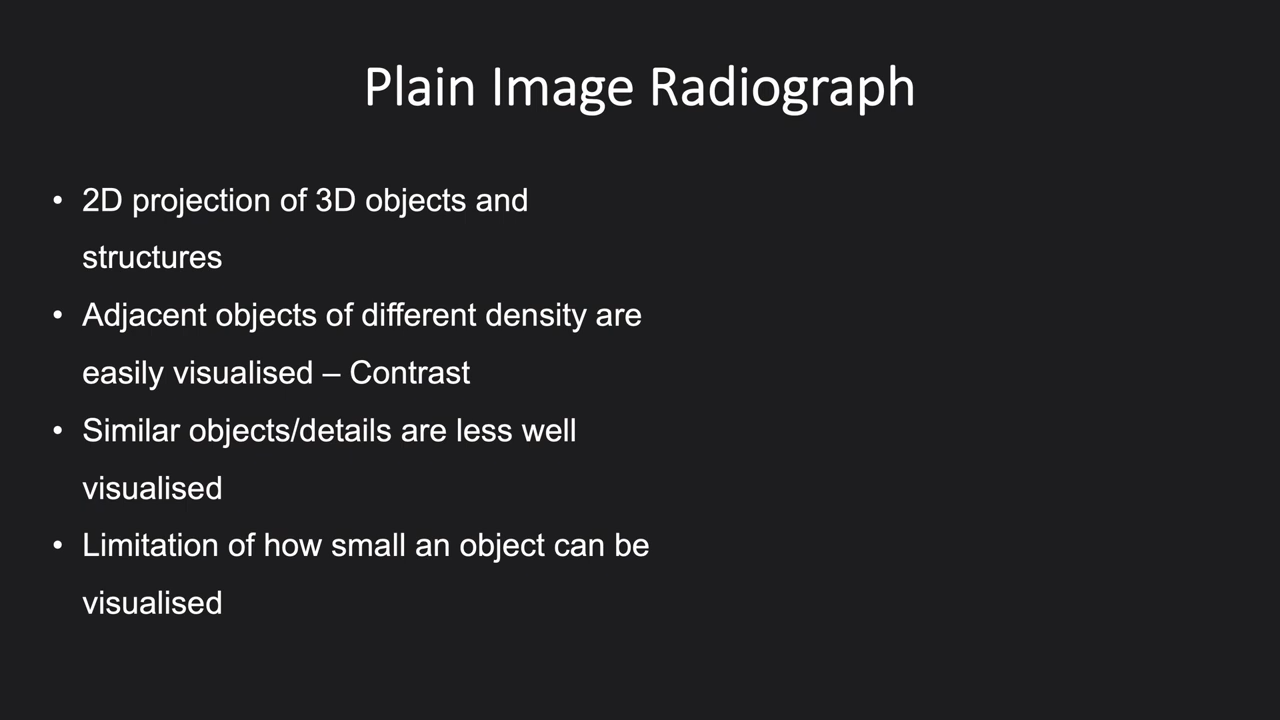 Plain Image Radiograph
• 2D projection of 3D objects and
structures
• Adjacent objects of different density are
easily visualised – Contrast
• Similar objects/details are less well
visualised
• Limitation of how small an object can be
visualised